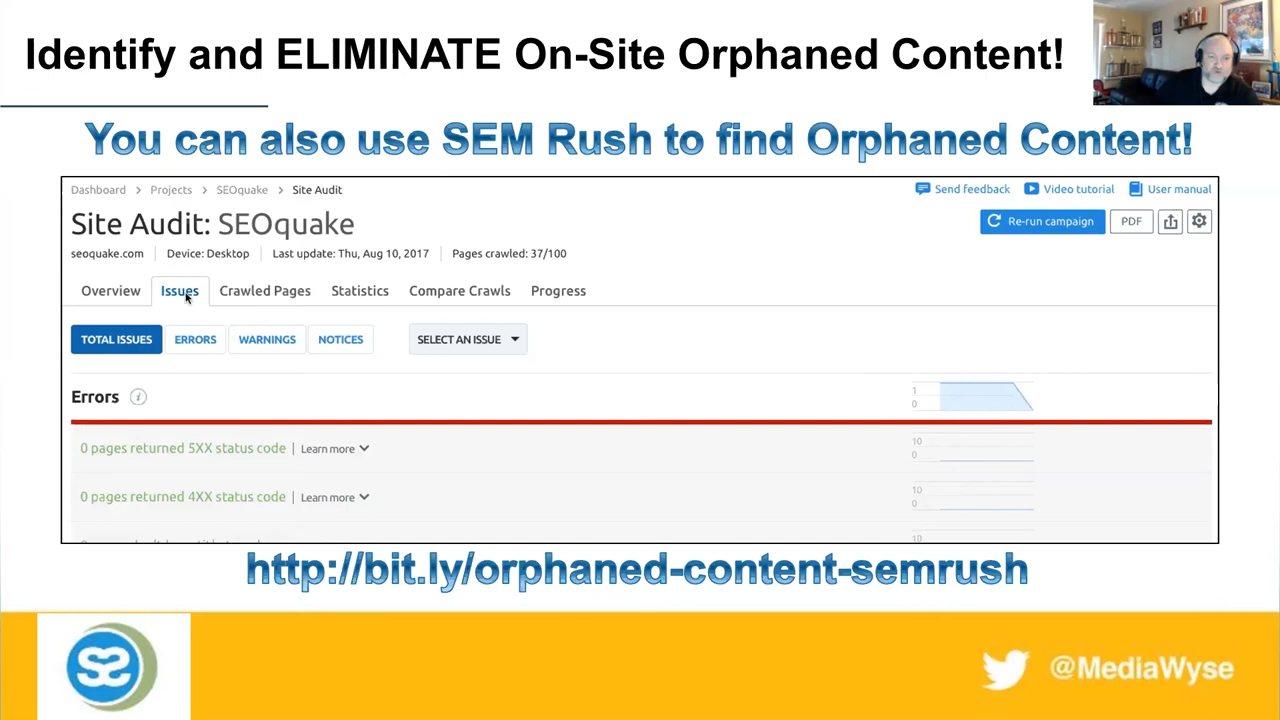 Identify and ELIMINATE On-Site Orphaned Content!
You can also use SEM Rush to find Orphaned Content!
Dashboard > Projects > SEOquake > Site Audit
Send feedback Video tutorial User manual
Site Audit: SEOquake
Re-run campaign PDF
seoquake.com Device: Desktop Last update: Thu, Aug 10, 2017 Pages crawled: 37/100
Overview Issues Crawled Pages Statistics Compare Crawls Progress
TOTAL ISSUES ERRORS WARNINGS NOTICES SELECT AN ISSUE
Errors i
1
0
0 pages returned 5XX status code | Learn more
10
0
0 pages returned 4XX status code | Learn more
10
0
10
http://bit.ly/orphaned-content-semrush
@MediaWyse